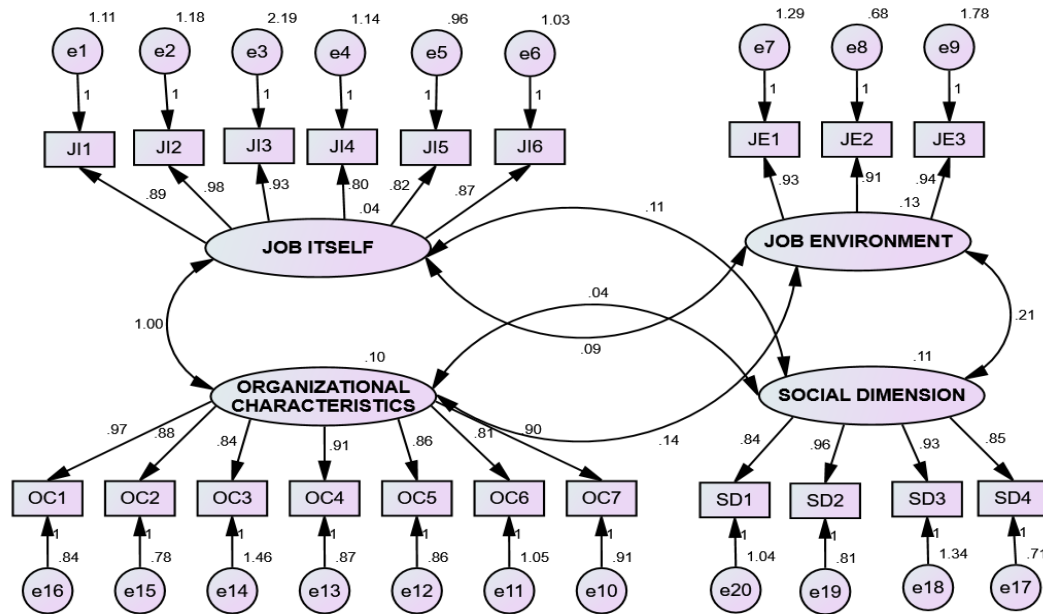 1.11 1.18 2.19 1.14 .96 1.03 1.29 .68 1.78
e1 e2 e3 e4 e5 e6 e7 e8 e9
1 1 1 1 1 1 1 1 1
JI1 JI2 JI3 JI4 JI5 JI6 JE1 JE2 JE3
.89 .98 .93 .80 .82 .87 .93 .91 .94
.04 .13
JOB ITSELF JOB ENVIRONMENT
.11
.04
1.00 .09 .21
.10 .11
ORGANIZATIONAL
CHARACTERISTICS
SOCIAL DIMENSION
.97 .88 .84 .91 .86 .81 .90 .14 .84 .96 .93 .85
OC1 OC2 OC3 OC4 OC5 OC6 OC7 SD1 SD2 SD3 SD4
1 1 1 1 1 1 1 1 1 1 1
.84 .78 1.46 .87 .86 1.05 .91 1.04 .81 1.34 .71
e16 e15 e14 e13 e12 e11 e10 e20 e19 e18 e17